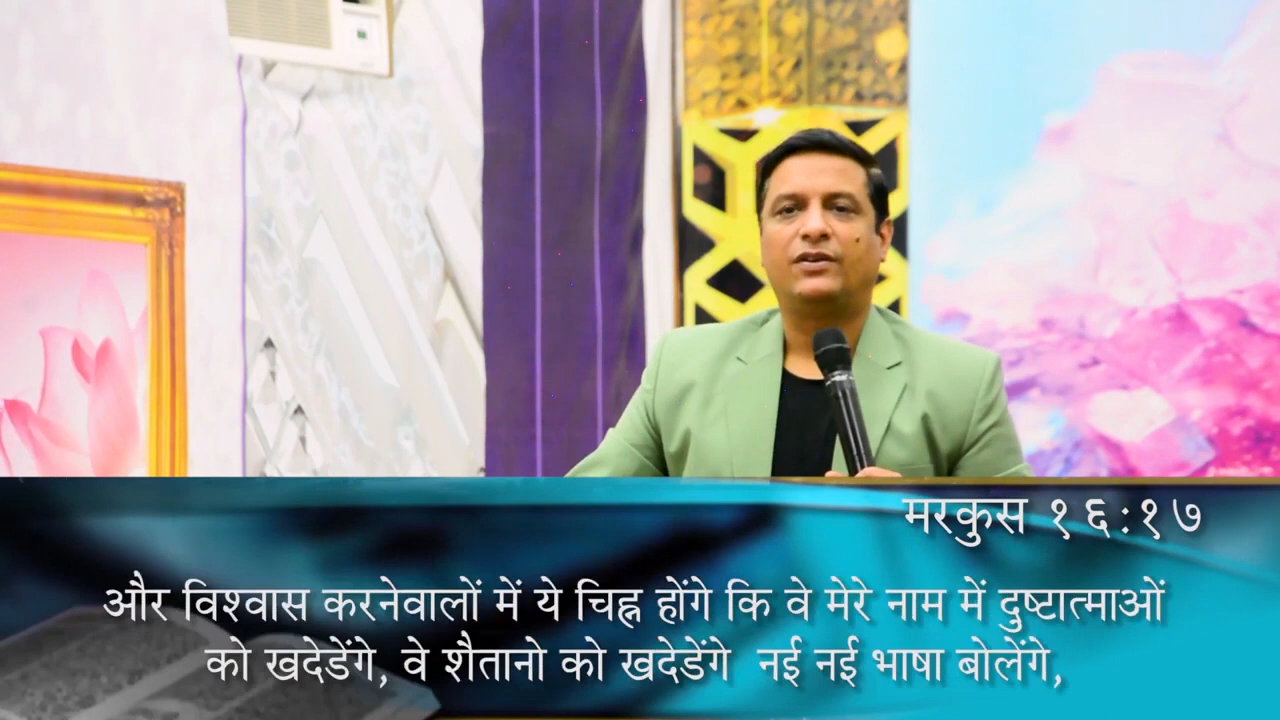 मरकुस १६:१७
और विश्वास करनेवालों में ये चिह्न होंगे कि वे मेरे नाम में दुष्टात्माओं
को खदेडेंगे, वे शैतानो को खदेडेंगे नई नई भाषा बोलेंगे,